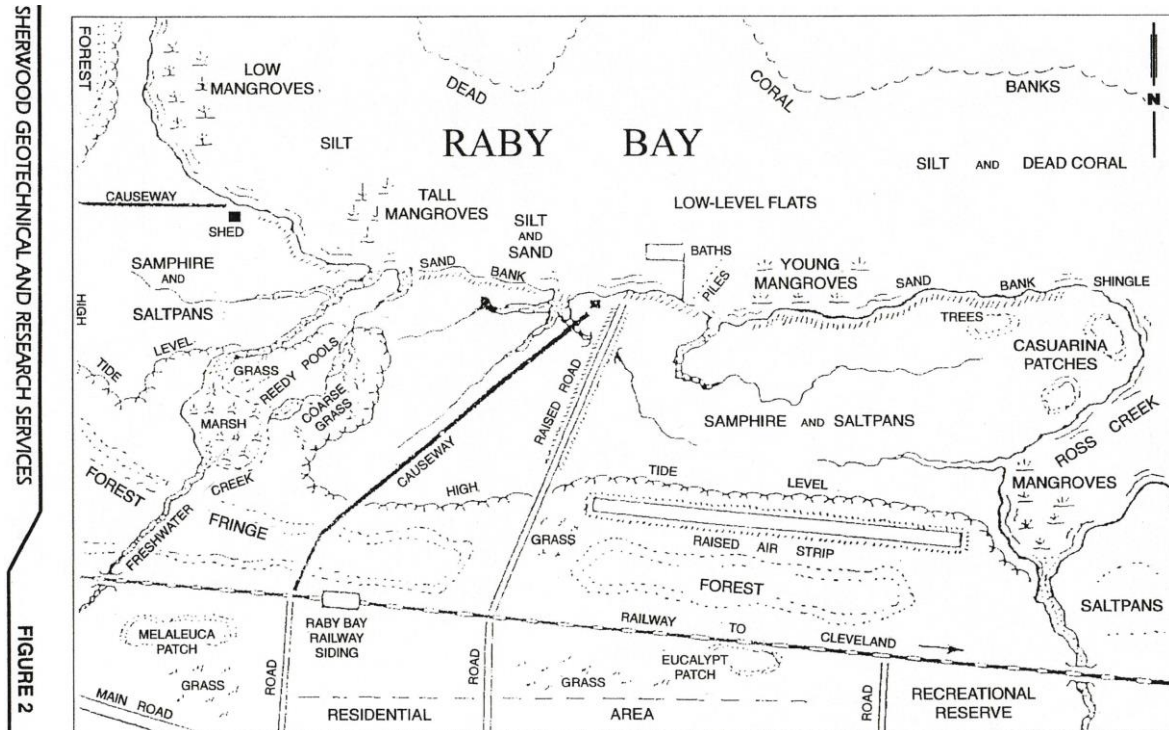 SHERWOOD GEOTECHNICAL AND RESEARCH SERVICES
FIGURE 2
FOREST
LOW
MANGROVES
DEAD
CORAL
BANKS
N
SILT
RABY BAY
SILT AND DEAD CORAL
CAUSEWAY
SHED
TALL
MANGROVES
SILT
AND
SAND
LOW-LEVEL FLATS
BATHS
PILES
YOUNG
MANGROVES
SAND BANK
SAND BANK
SHINGLE
SAMPHIRE
AND
SALTPANS
TREES
CASUARINA
PATCHES
HIGH
TIDE
LEVEL
GRASS
REEDY POOLS
COARSE
GRASS
MARSH
RAISED ROAD
SAMPHIRE AND SALTPANS
ROSS CREEK
CAUSEWAY
MANGROVES
FOREST
CREEK
FRESHWATER
FRINGE
HIGH
TIDE
LEVEL
GRASS
RAISED AIR STRIP
FOREST
SALTPANS
RABY BAY
RAILWAY
SIDING
RAILWAY TO CLEVELAND
MELALEUCA
PATCH
EUCALYPT
PATCH
GRASS
GRASS
ROAD
ROAD
ROAD
MAIN ROAD
RESIDENTIAL AREA
RECREATIONAL
RESERVE